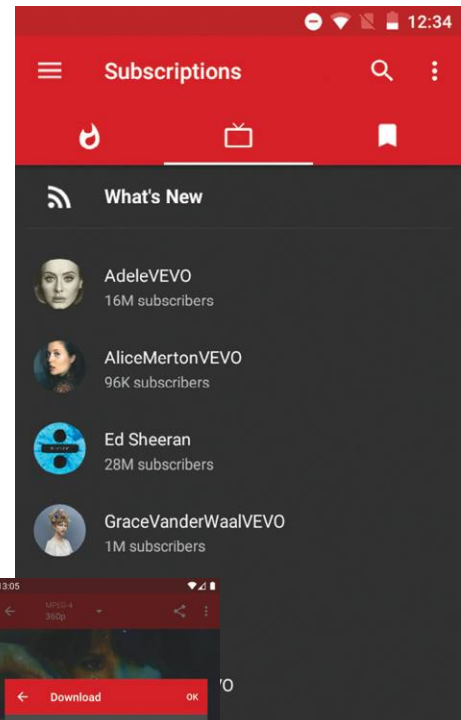 12:34
Subscriptions
What's New
AdeleVEVO
16M subscribers
AliceMertonVEVO
96K subscribers
Ed Sheeran
28M subscribers
GraceVanderWaalVEVO
1M subscribers
13:05
MPEG-4
360p
Download
OK